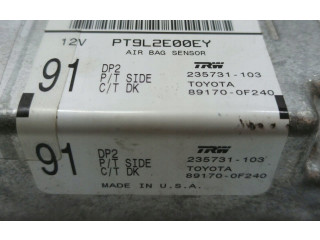 12V PT9L2E00EY
AIR BAG SENSOR
91 DP2 TRW
P/T SIDE 235731-103
C/T DK TOYOTA
89170-0F240
91 DP2 TRW
P/T SIDE 235731-103
C/T DK TOYOTA
89170-0F240
MADE IN U.S.A.